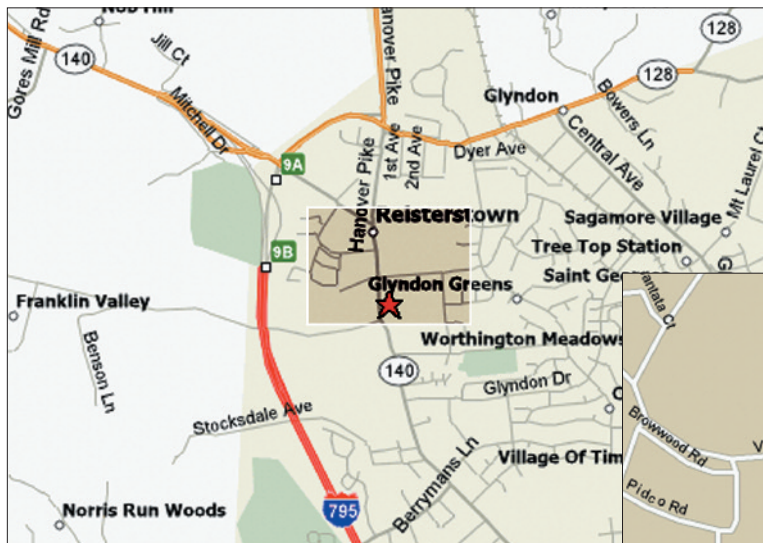 Nob Hill
Gores Mill Rd
140
Jill Ct
Mitchell Dr
Hanover Pike
128
128
Glyndon
Bowers Ln
Central Ave
Dyer Ave
1st Ave
2nd Ave
Hanover Pike
9A
Mt Laurel Ct
Reisterstown
Sagamore Village
Tree Top Station
9B
Glyndon Greens
Franklin Valley
Worthington Meadows
Benson Ln
140
Glyndon Dr
Stocksdale Ave
Browwood Rd
Berrymans Ln
Village Of Tim
Pidco Rd
Norris Run Woods
795